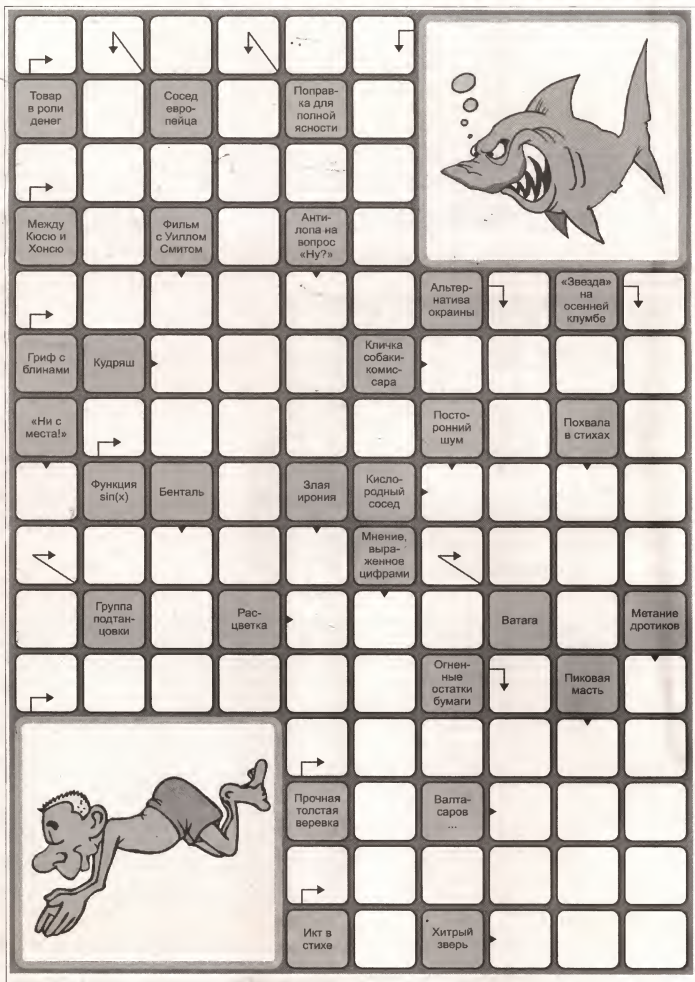 Товар
в роли
денег
Сосед
евро-
пейца
Поправ-
ка для
полной
ясности
Между
Кюсю и
Хонсю
Фильм
с Уиллом
Смитом
Анти-
лопа на
вопрос
«Ну?»
Альтер-
натива
окраины
«Звезда»
на
осенней
клумбе
Гриф с
блинами
Кудряш
Кличка
собаки-
комис-
сара
«Ни с
места!»
Посто-
ронний
шум
Похвала
в стихах
Функция
sin(x)
Бенталь
Злая
ирония
Кисло-
родный
сосед
Мнение,
выра-
женное
цифрами
Группа
подтан-
цовки
Рас-
цветка
Ватага
Метание
дротиков
Огнен-
ные
остатки
бумаги
Пиковая
масть
Прочная
толстая
веревка
Валта-
саров
...
Икт в
стихе
Хитрый
зверь